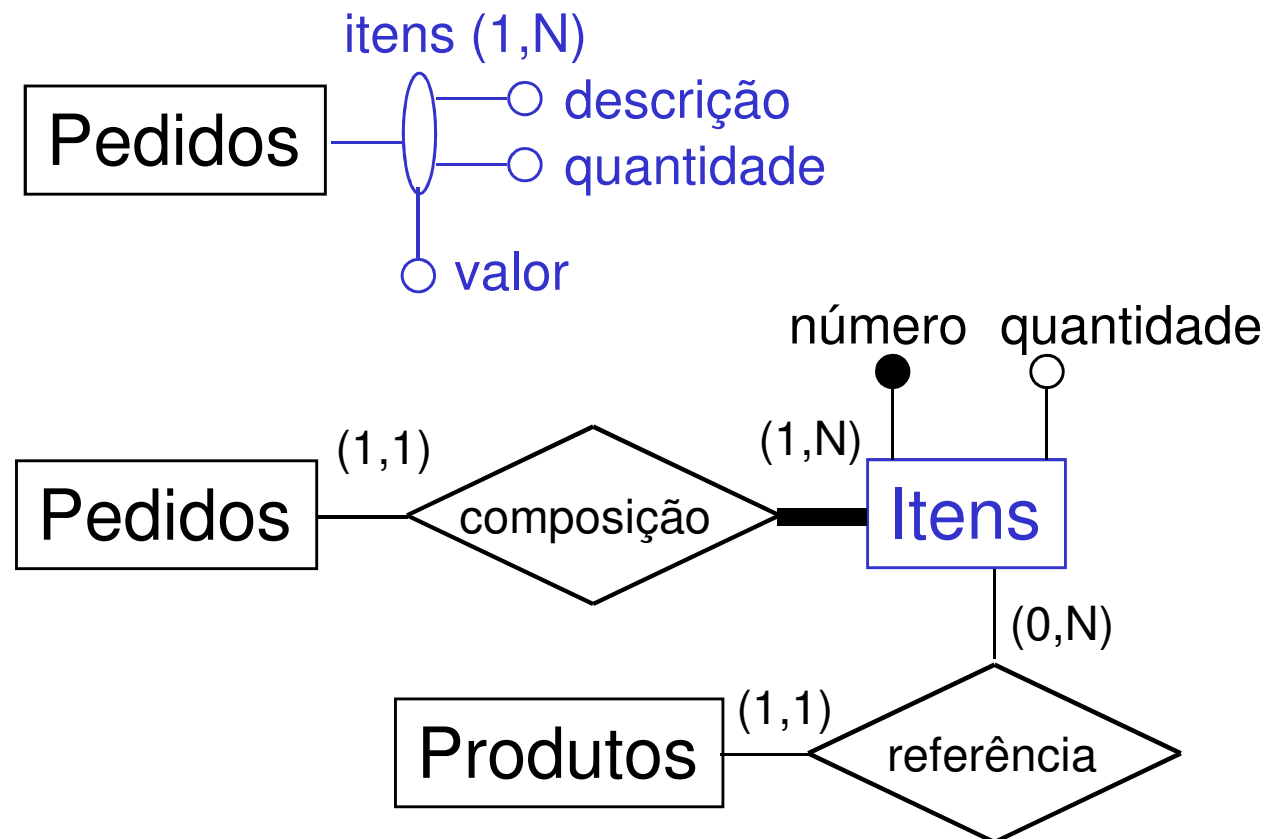 itens (1,N)
Pedidos
descrição
quantidade
valor
número quantidade
(1,1)
(1,N)
Pedidos
composição
Itens
(0,N)
(1,1)
Produtos
referência